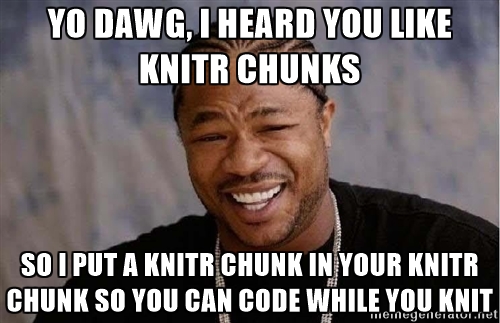 YO DAWG, I HEARD YOU LIKE
KNITR CHUNKS
SO I PUT A KNITR CHUNK IN YOUR KNITR
CHUNK SO YOU CAN CODE WHILE YOU KNIT
memegenerator.net